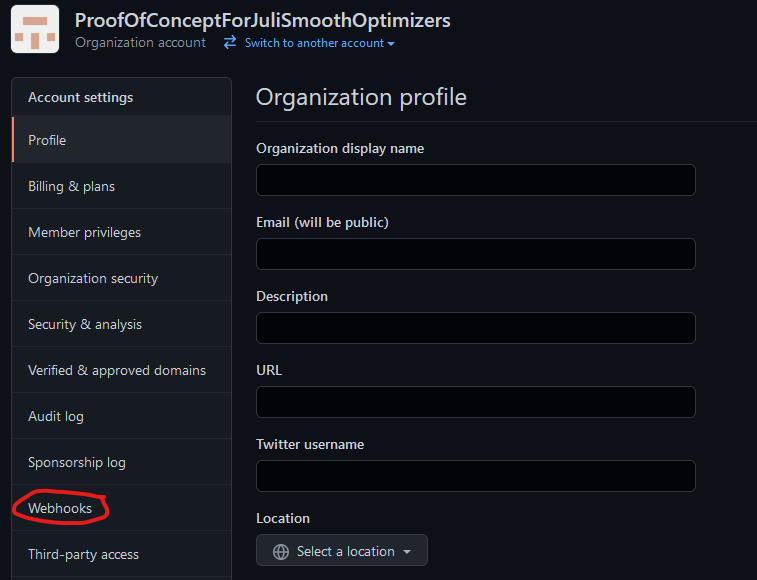 ProofOfConceptForJuliSmoothOptimizers
Organization account Switch to another account
Account settings
Profile
Billing & plans
Member privileges
Organization security
Security & analysis
Verified & approved domains
Audit log
Sponsorship log
Webhooks
Third-party access
Organization profile
Organization display name
Email (will be public)
Description
URL
Twitter username
Location
Select a location